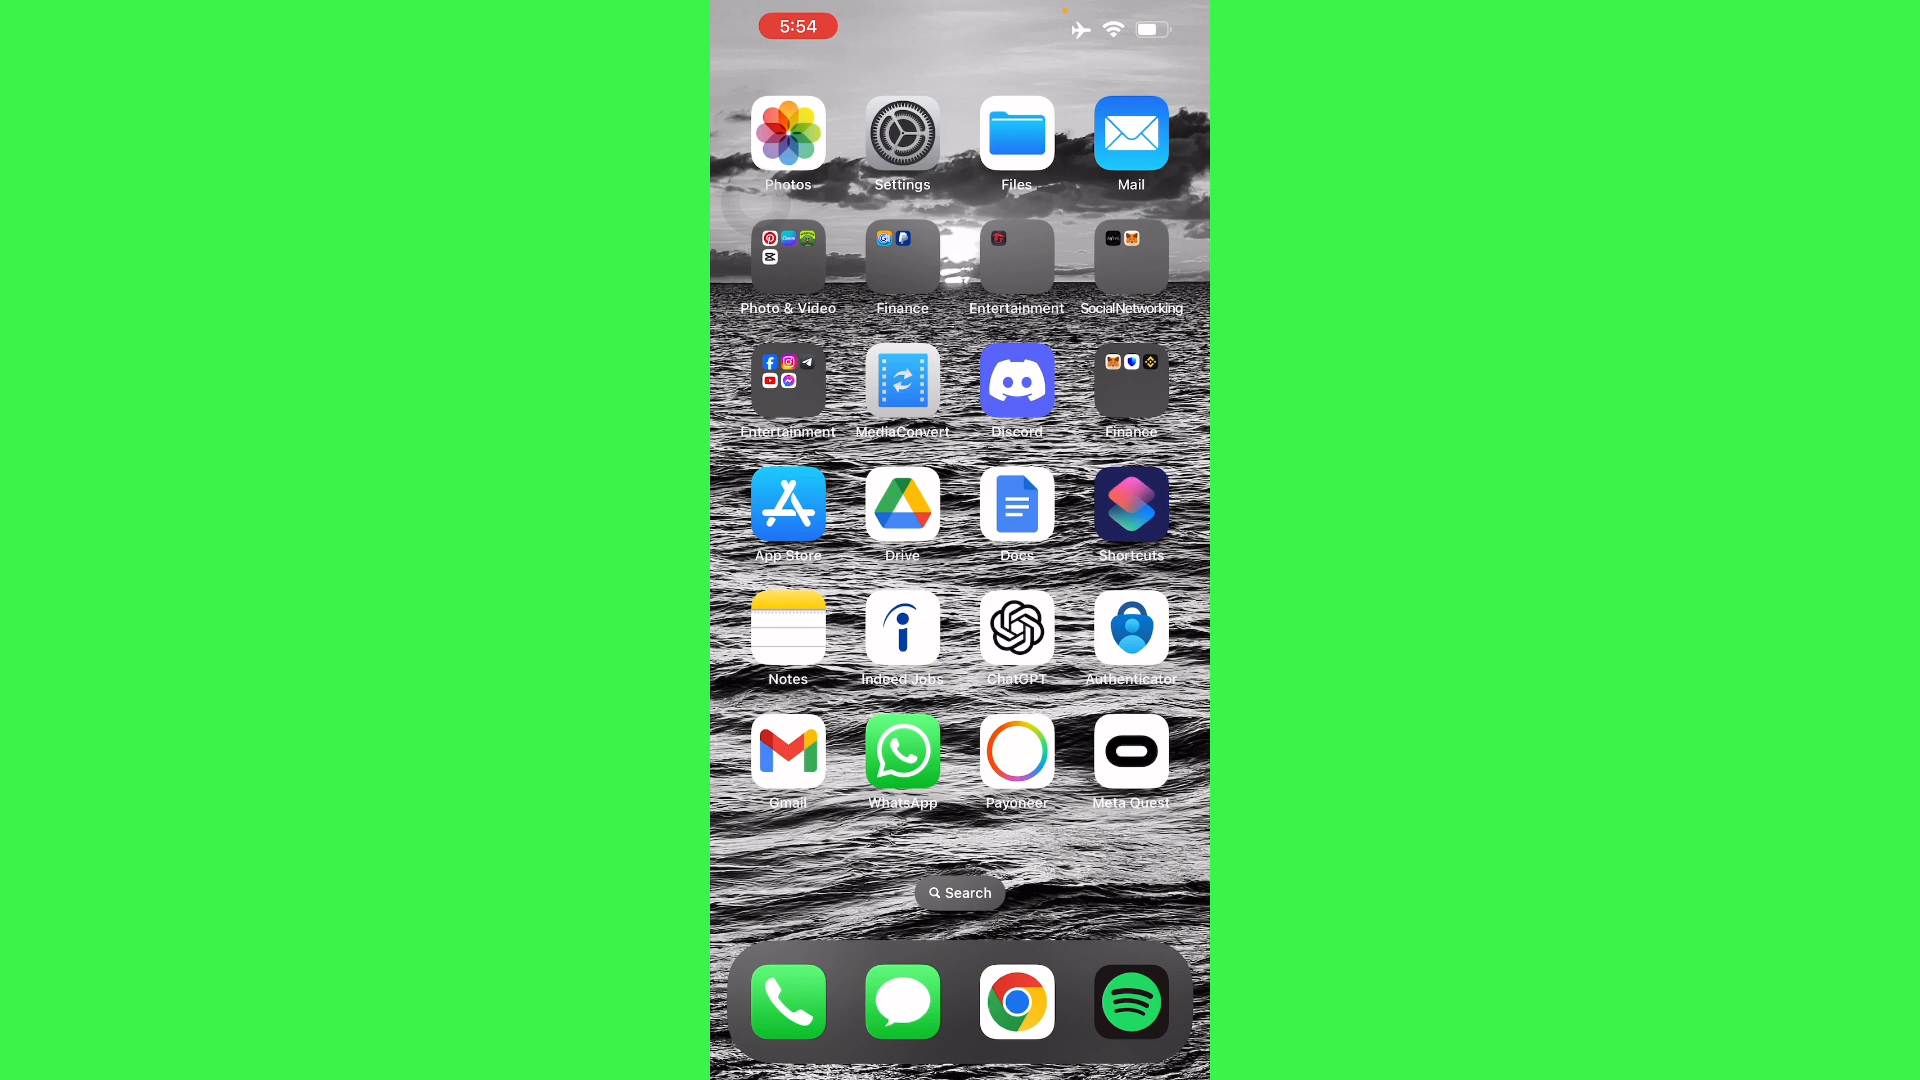 5:54
Photos
Settings
Files
Mail
Photo & Video
Finance
Entertainment
SocialNetworking
Entertainment
MediaConvert
Discord
Finance
App Store
Drive
Docs
Shortcuts
Notes
Indeed Jobs
ChatGPT
Authenticator
Gmail
WhatsApp
Payoneer
Meta Quest
Search